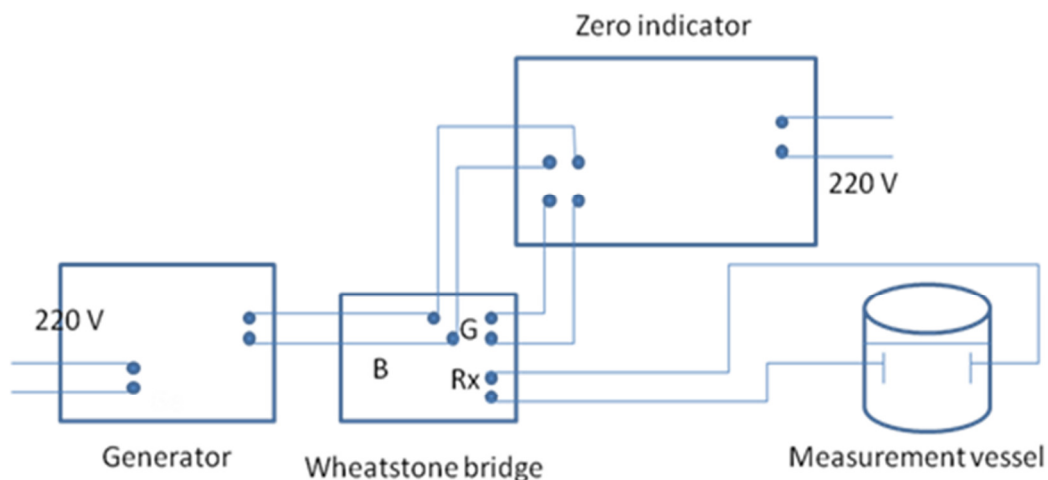 Zero indicator
220 V
220 V
G
B
Rx
Generator
Wheatstone bridge
Measurement vessel